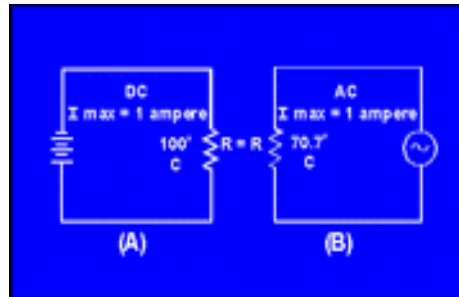 DC
I max = 1 ampere
100°
C
R = R
AC
I max = 1 ampere
70.7°
C
(A)
(B)